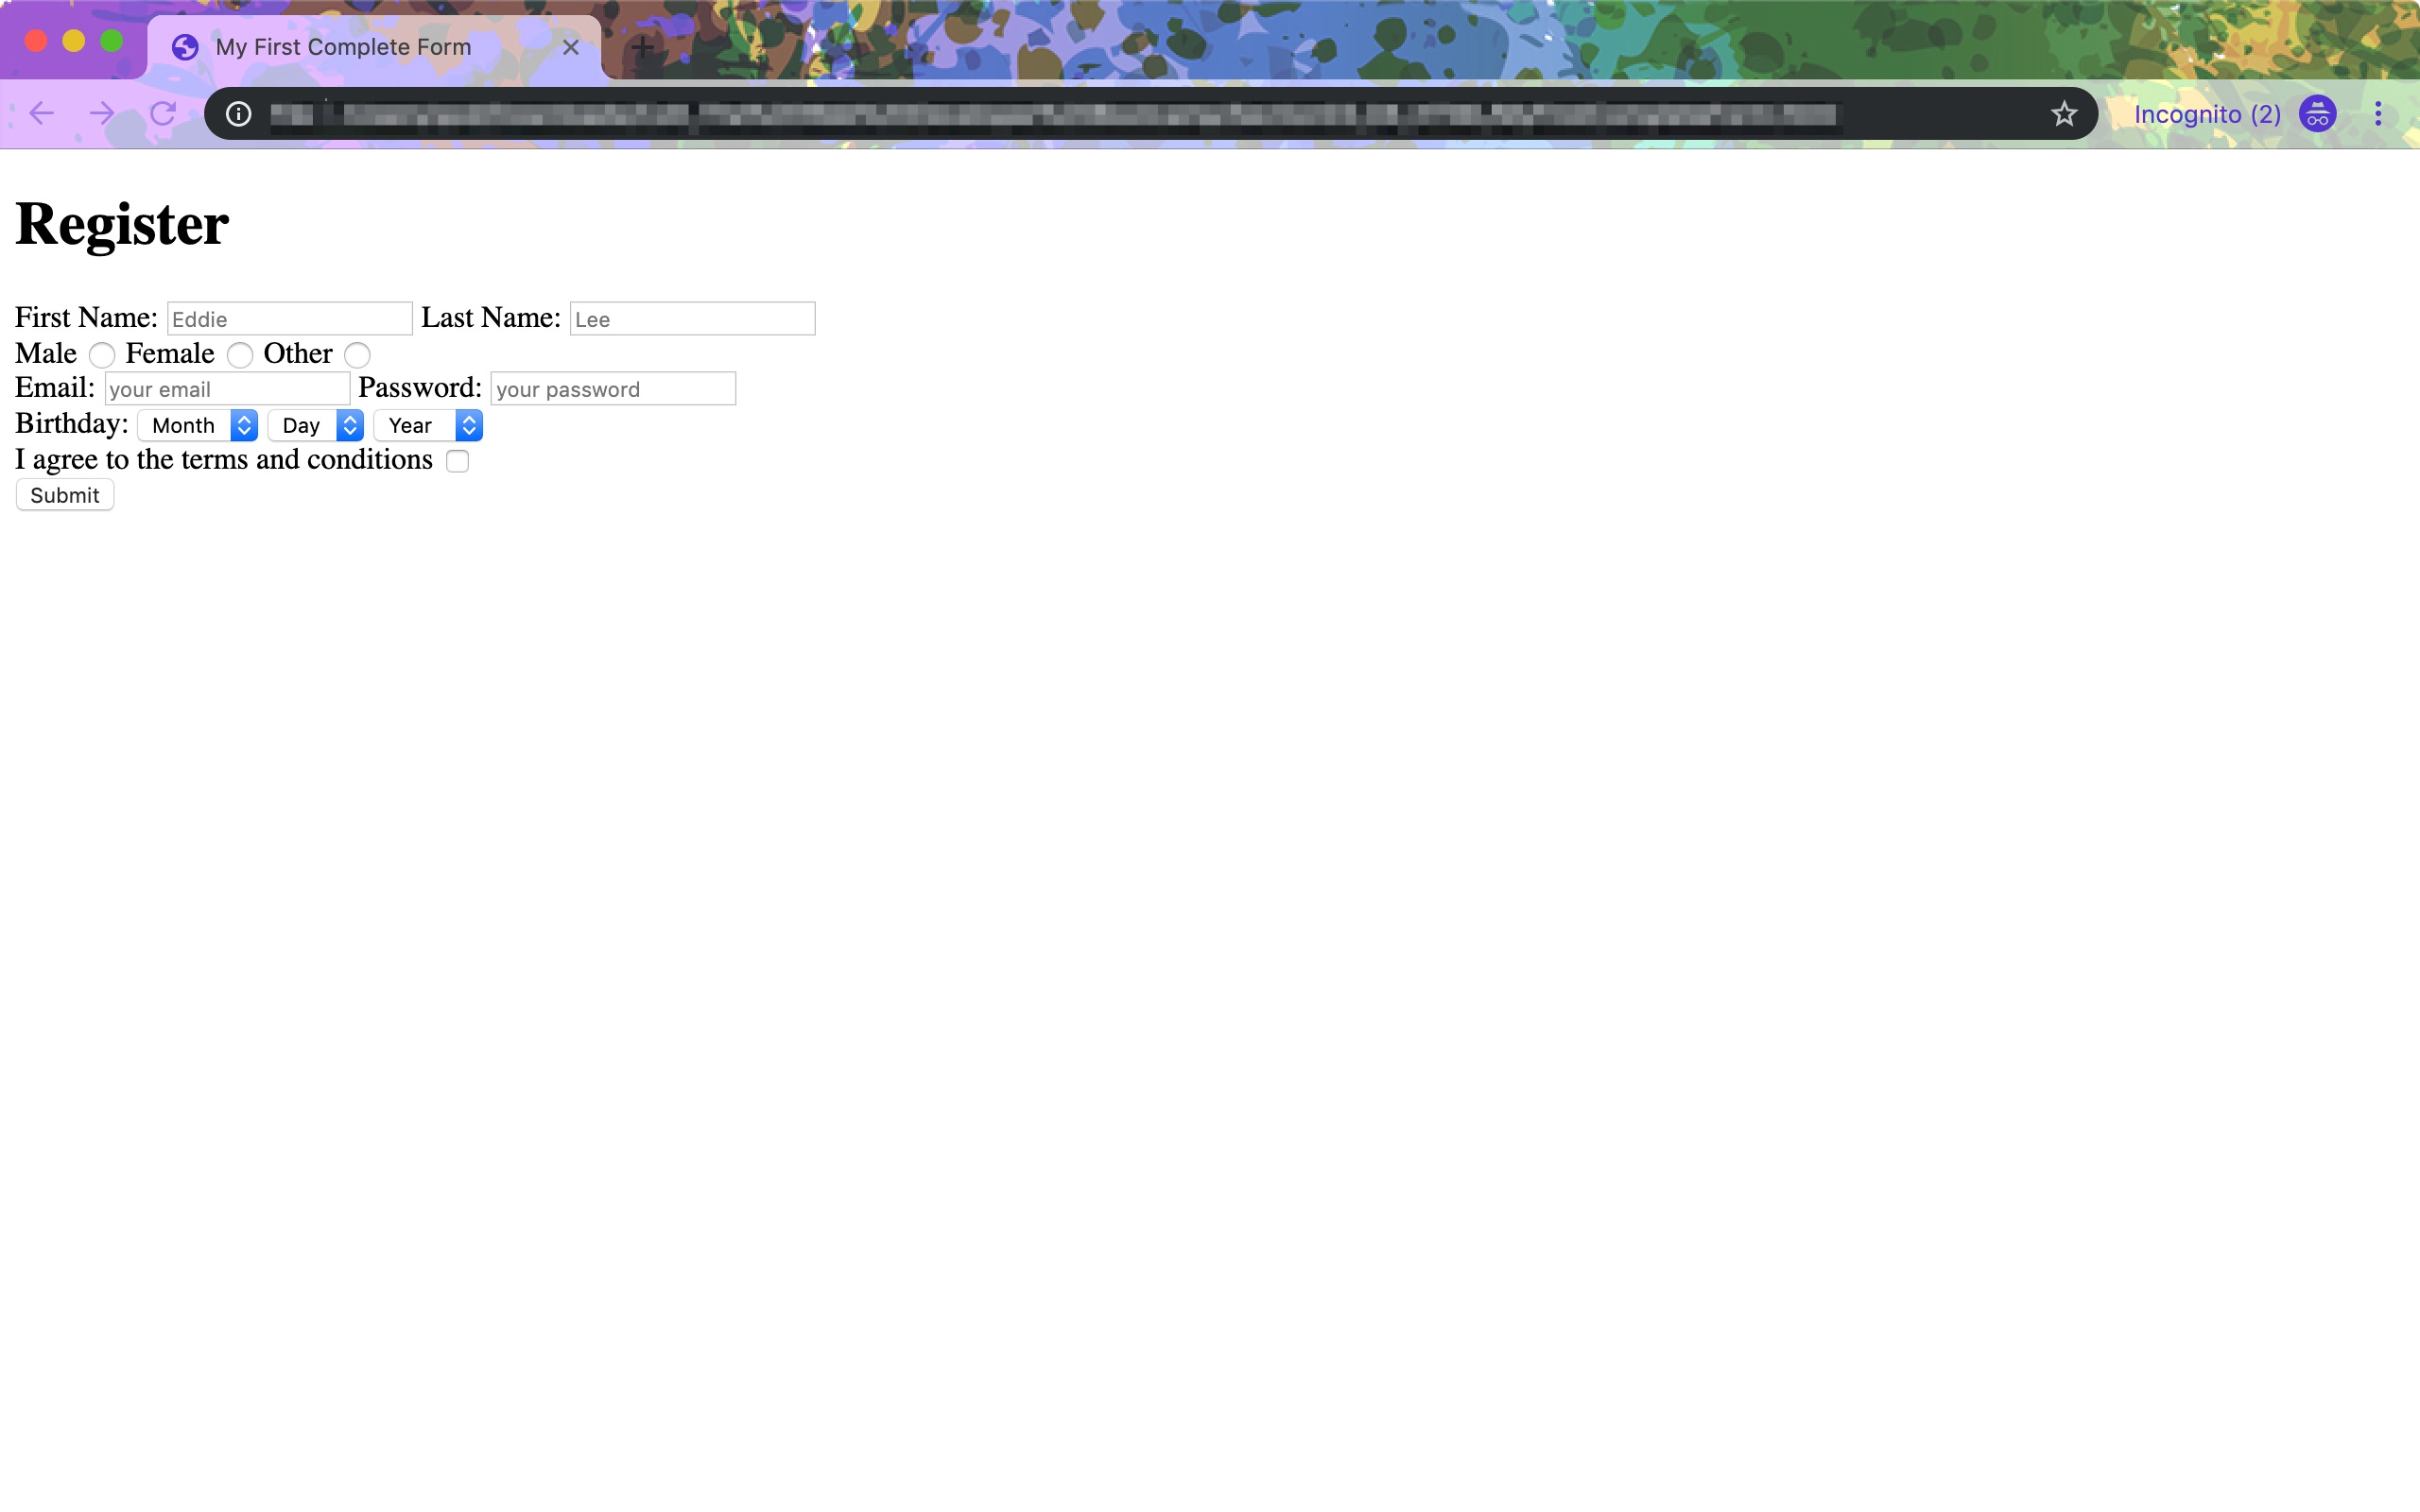 My First Complete Form
Incognito (2)
Register
First Name: Eddie Last Name: Lee
Male Female Other
Email: your email Password: your password
Birthday: Month Day Year
I agree to the terms and conditions
Submit